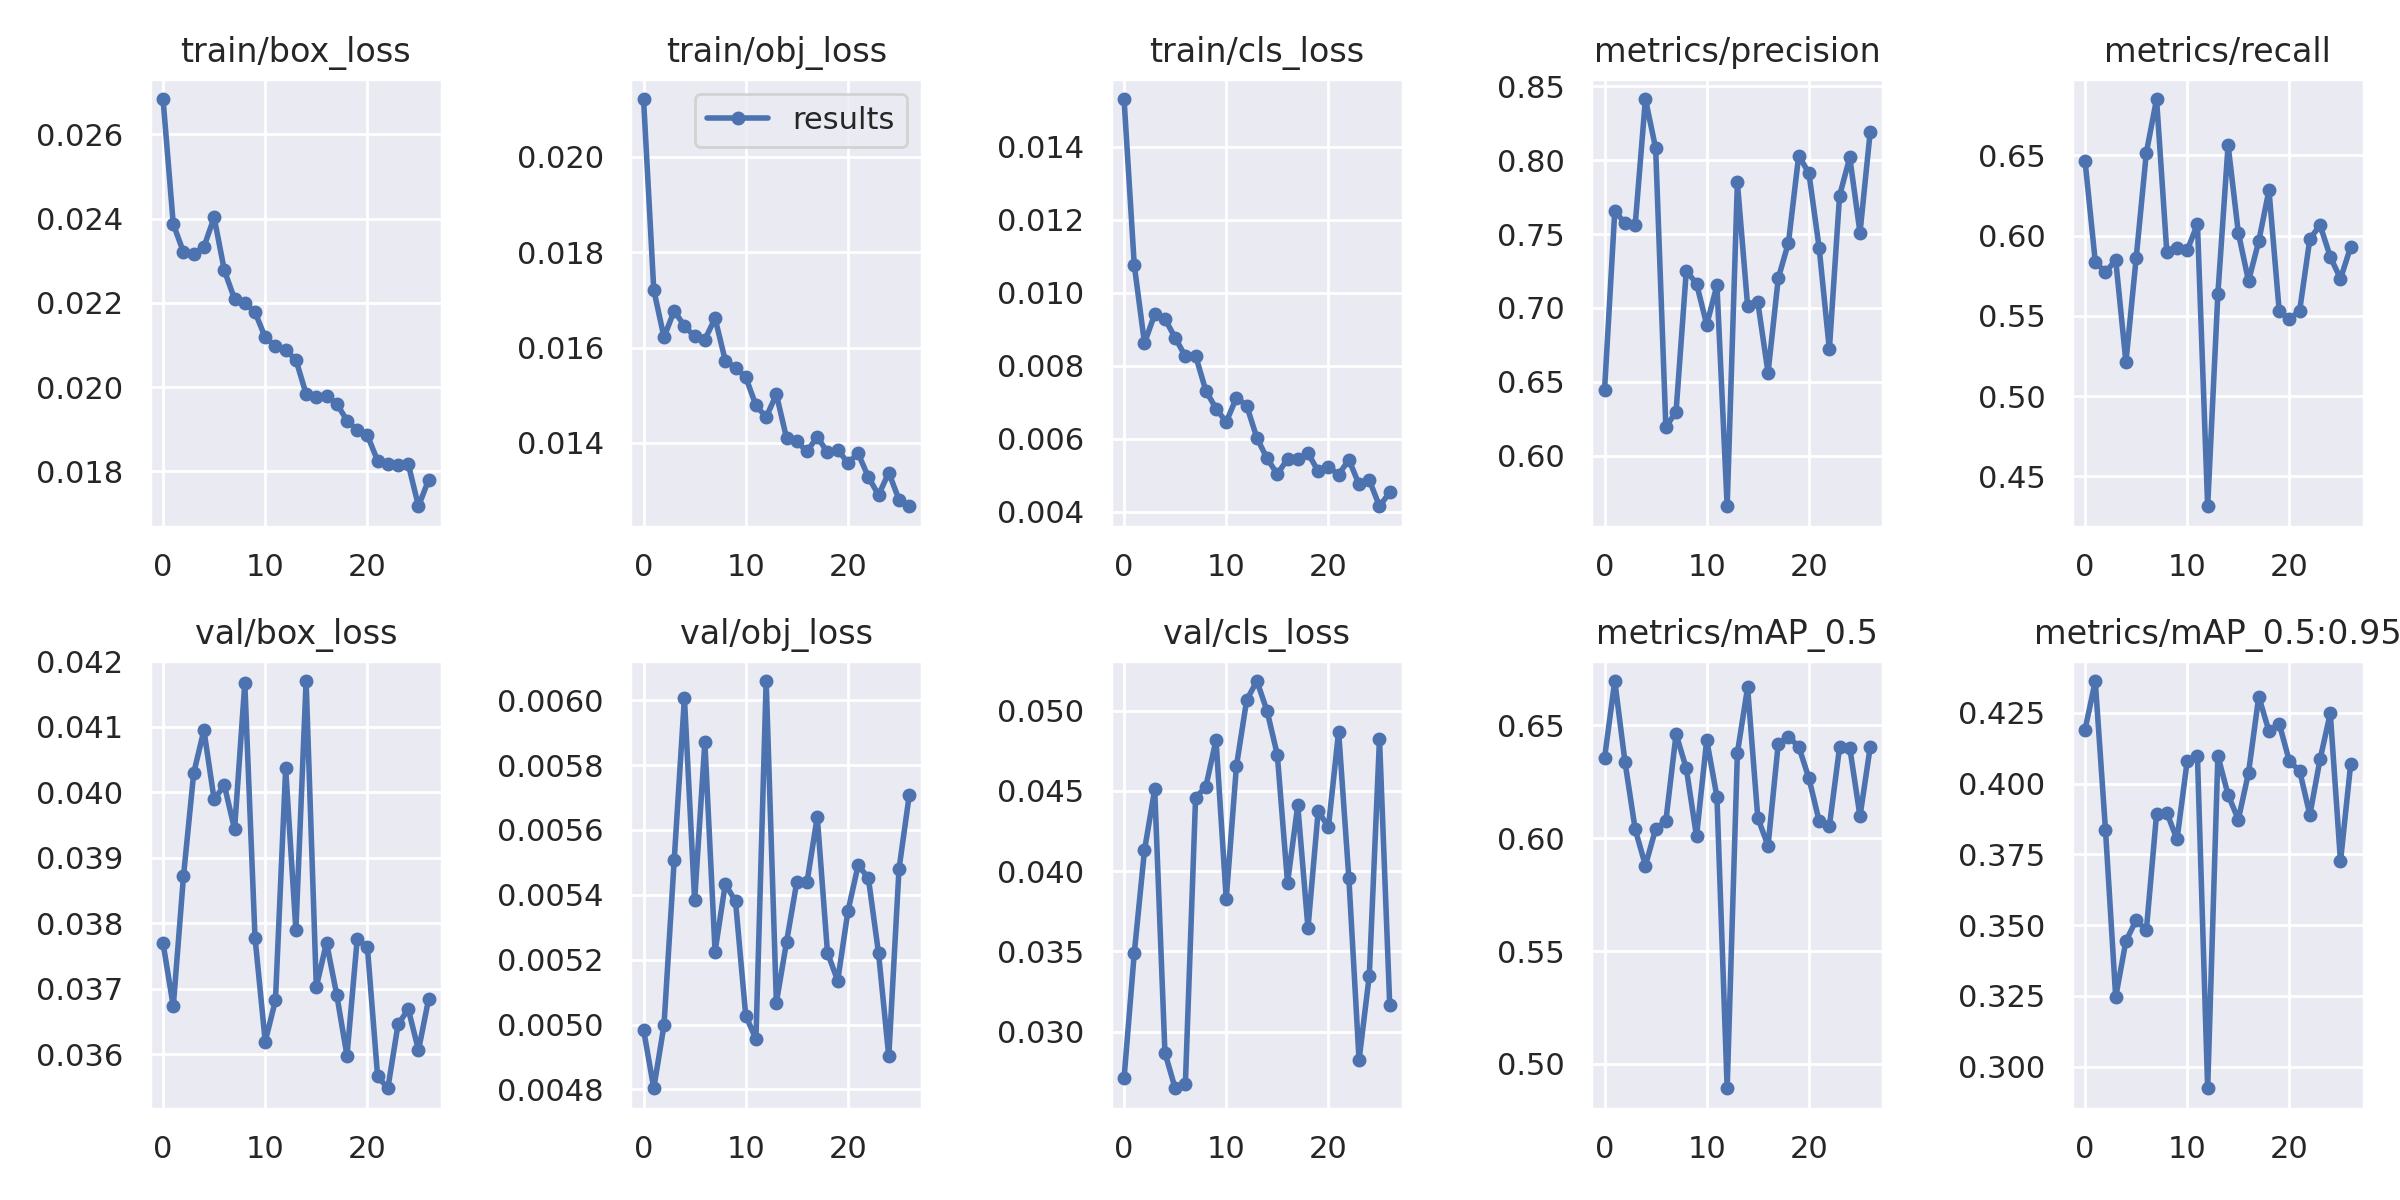 train/box_loss
train/obj_loss
train/cls_loss
metrics/precision
metrics/recall
0.026
0.024
0.022
0.020
0.018
0 10 20
results
0.020
0.018
0.016
0.014
0 10 20
0.014
0.012
0.010
0.008
0.006
0.004
0 10 20
0.85
0.80
0.75
0.70
0.65
0.60
0 10 20
0.65
0.60
0.55
0.50
0.45
0 10 20
val/box_loss
val/obj_loss
val/cls_loss
metrics/mAP_0.5
metrics/mAP_0.5:0.95
0.042
0.041
0.040
0.039
0.038
0.037
0.036
0 10 20
0.0060
0.0058
0.0056
0.0054
0.0052
0.0050
0.0048
0 10 20
0.050
0.045
0.040
0.035
0.030
0 10 20
0.65
0.60
0.55
0.50
0 10 20
0.425
0.400
0.375
0.350
0.325
0.300
0 10 20